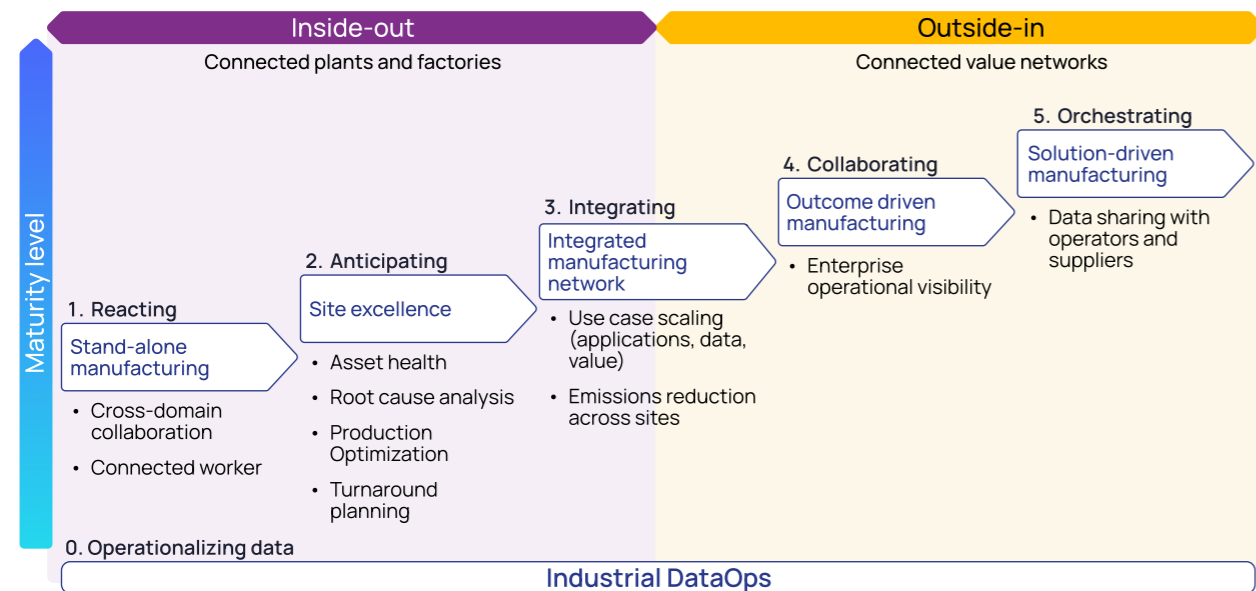 Inside-out
Outside-in
Connected plants and factories
Connected value networks
Maturity level
5. Orchestrating
Solution-driven
manufacturing
• Data sharing with
operators and
suppliers
4. Collaborating
Outcome driven
manufacturing
• Enterprise
operational visibility
3. Integrating
Integrated
manufacturing
network
• Use case scaling
(applications, data,
value)
• Emissions reduction
across sites
2. Anticipating
Site excellence
• Asset health
• Root cause analysis
• Production
Optimization
• Turnaround
planning
1. Reacting
Stand-alone
manufacturing
• Cross-domain
collaboration
• Connected worker
0. Operationalizing data
Industrial DataOps